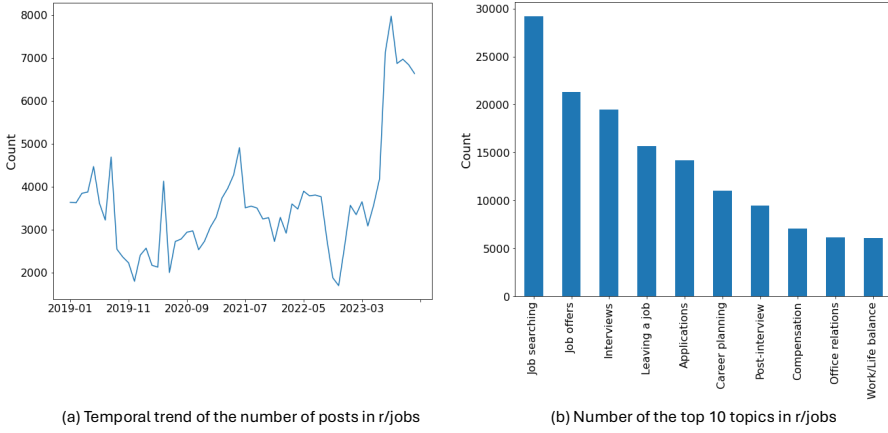 8000
7000
6000
5000
4000
3000
2000
Count
2019-01 2019-11 2020-09 2021-07 2022-05 2023-03
(a) Temporal trend of the number of posts in r/jobs
30000
25000
20000
15000
10000
5000
0
Count
Job searching
Job offers
Interviews
Leaving a job
Applications
Career planning
Post-interview
Compensation
Office relations
Work/Life balance
(b) Number of the top 10 topics in r/jobs